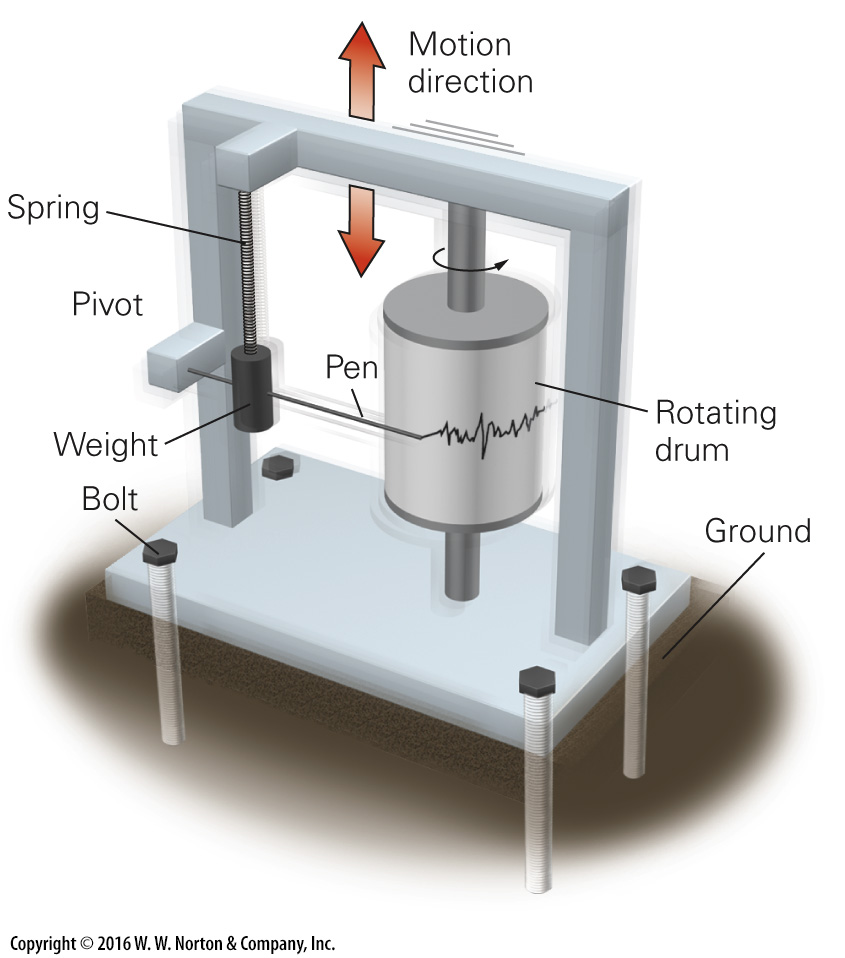 Motion
direction
Spring
Pivot
Pen
Rotating
drum
Weight
Bolt
Ground
Copyright © 2016 W. W. Norton & Company, Inc.